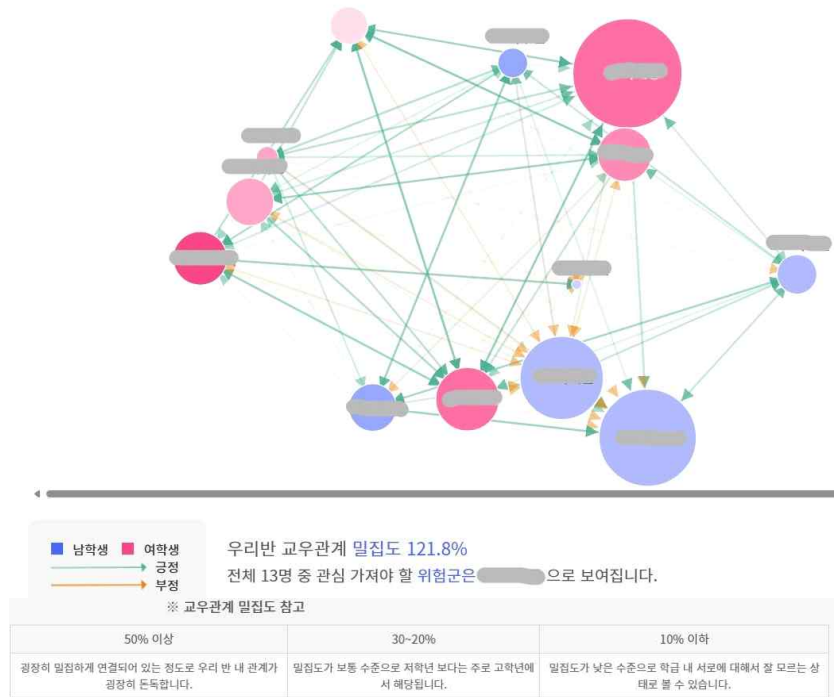 남학생 여학생
긍정
부정
우리반 교우관계 밀집도 121.8%
전체 13명 중 관심 가져야 할 위험군은 으로 보여집니다.
※ 교우관계 밀집도 참고
50% 이상 30~20% 10% 이하
굉장히 밀집하게 연결되어 있는 정도로 우리 반 내 관계가 밀집도가 보통 수준으로 저학년 보다는 주로 고학년에 밀집도가 낮은 수준으로 학급 내 서로에 대해서 잘 모르는 상
굉장히 돈독합니다. 서 해당됩니다. 태로 볼 수 있습니다.